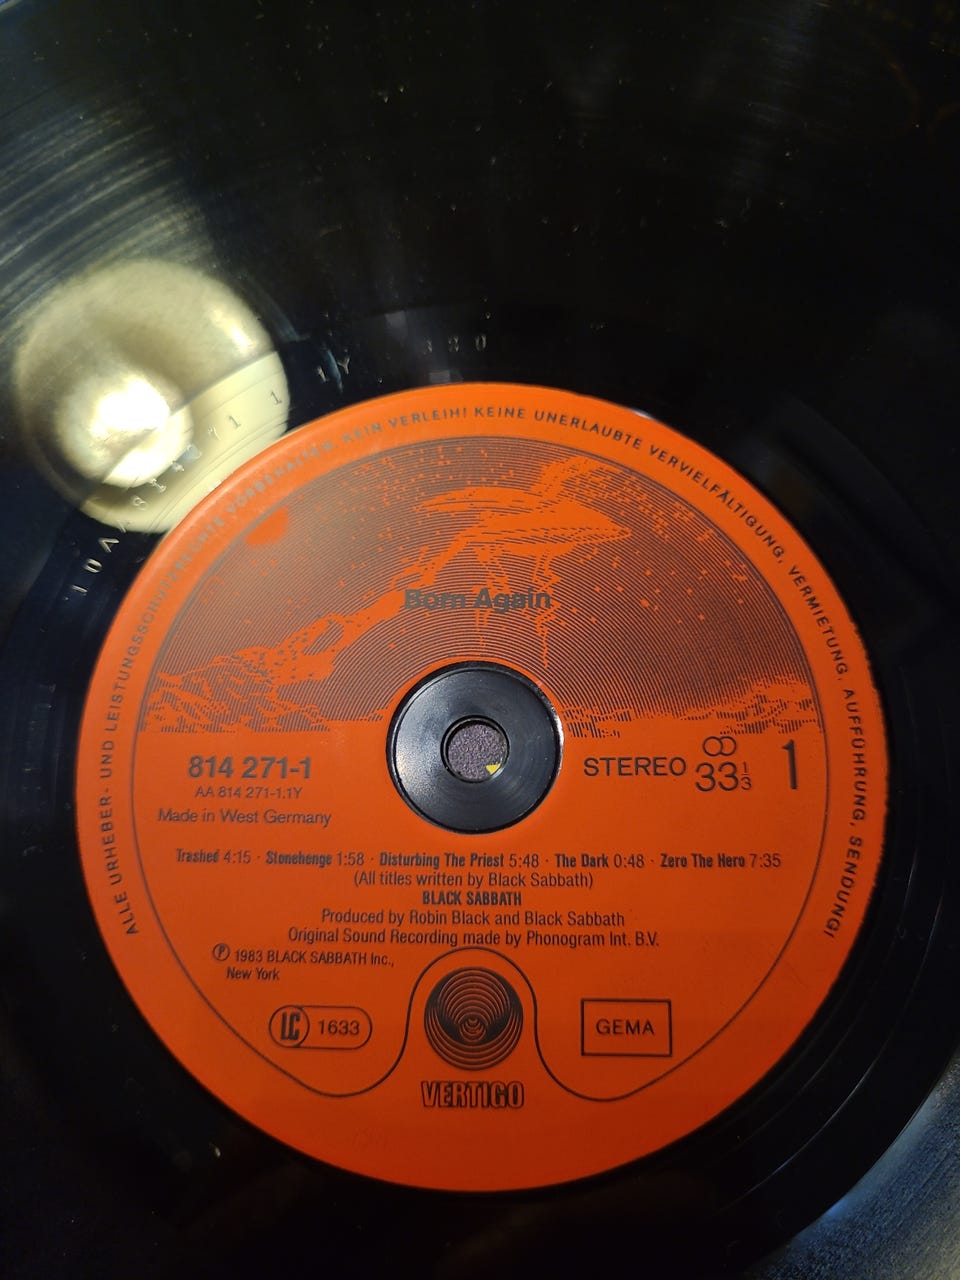 ALLE URHEBER- UND LEISTUNGSSCHUTZRECHTE VORBEHALTEN. KEIN VERLEIH! KEINE UNERLAUBTE VERVIELFÄLTIGUNG, VERMIETUNG, AUFFÜHRUNG, SENDUNG!
Born Again
814 271-1
AA 814 271-1.1Y
Made in West Germany
STEREO
33 1/3
1
Trashed 4:15 · Stonehenge 1:58 · Disturbing The Priest 5:48 · The Dark 0:48 · Zero The Hero 7:35
(All titles written by Black Sabbath)
BLACK SABBATH
Produced by Robin Black and Black Sabbath
Original Sound Recording made by Phonogram Int. B.V.
℗ 1983 BLACK SABBATH Inc.,
New York
LC 1633
GEMA
VERTIGO